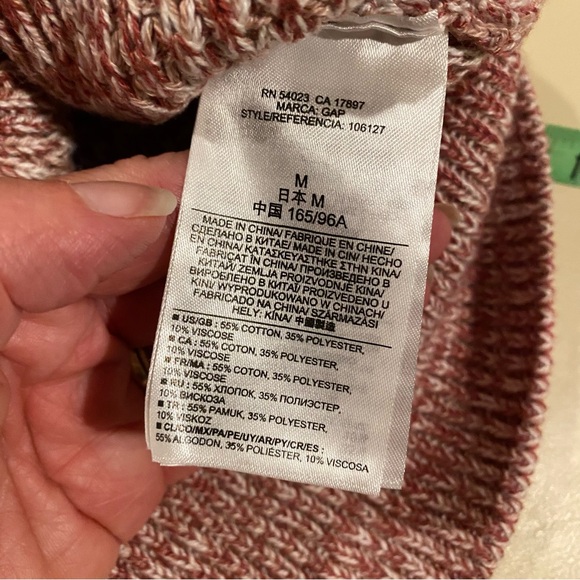 RN 54023 CA 17897
MARCA: GAP
STYLE/REFERENCIA: 106127
M
日本 M
中国 165/96A
MADE IN CHINA/ FABRIQUE EN CHINE/
СДЕЛАНО В КИТАЕ/ MADE IN CIN/ HECHO
EN CHINA/ ΚΑΤΑΣΚΕΥΑΣΤΗΚΕ ΣΤΗΝ ΚΙΝΑ/
FABRICAT ÎN CHINA/ ПРОИЗВЕДЕНО В
КИТАЙ/ ZEMLJA PROIZVODNJE KINA/
ВИРОБЛЕНО В КИТАЇ/ PROIZVEDENO U
KINI/ WYPRODUKOWANO W CHINACH/
FABRICADO NA CHINA/ SZÁRMAZÁSI
HELY: KÍNA/ 中國製造
■ US/GB : 55% COTTON, 35% POLYESTER,
10% VISCOSE
■ CA : 55% COTON, 35% POLYESTER,
10% VISCOSE
■ FR/MA : 55% COTON, 35% POLYESTER,
10% VISCOSE
■ RU : 55% ХЛОПОК, 35% ПОЛИЭСТЕР,
10% ВИСКОЗА
■ TR : 55% PAMUK, 35% POLYESTER,
10% VISKOZ
■ CL/CO/MX/PA/PE/UY/AR/PY/CR/ES :
55% ALGODON, 35% POLIÉSTER, 10% VISCOSA